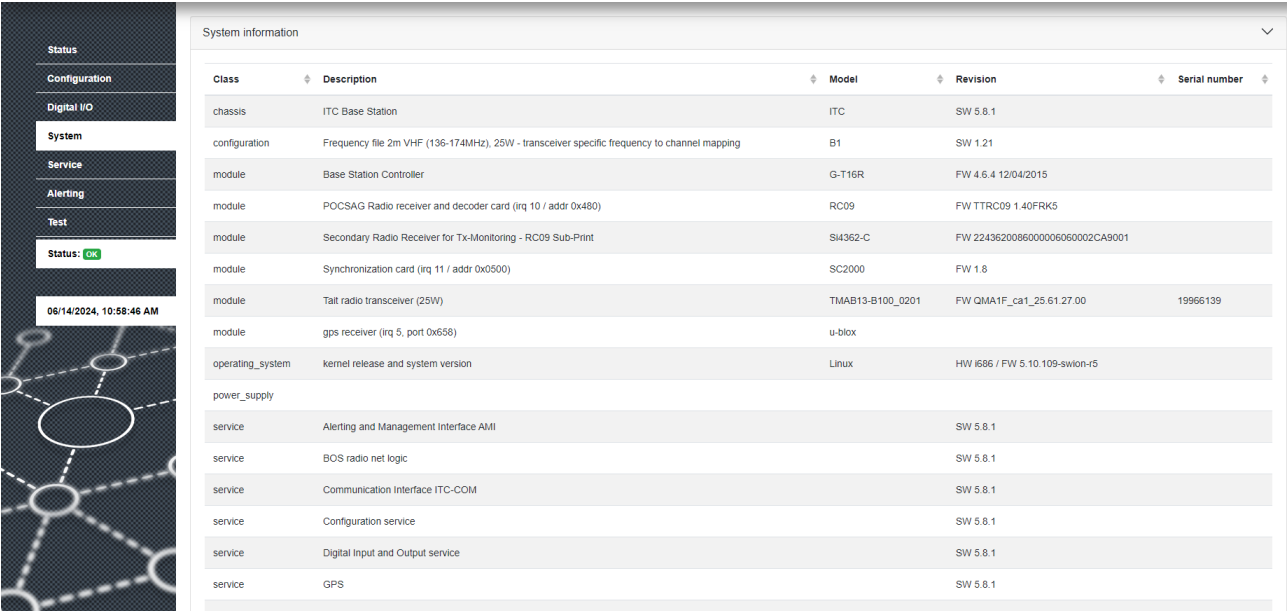 Status
Configuration
Digital I/O
System
Service
Alerting
Test
Status: OK
06/14/2024, 10:58:46 AM
System information
Class Description Model Revision Serial number
chassis ITC Base Station ITC SW 5.8.1
configuration Frequency file 2m VHF (136-174MHz), 25W - transceiver specific frequency to channel mapping B1 SW 1.21
module Base Station Controller G-T16R FW 4.6.4 12/04/2015
module POCSAG Radio receiver and decoder card (irq 10 / addr 0x480) RC09 FW TTRC09 1.40FRK5
module Secondary Radio Receiver for Tx-Monitoring - RC09 Sub-Print Si4362-C FW 2243620086000006060002CA9001
module Synchronization card (irq 11 / addr 0x0500) SC2000 FW 1.8
module Tait radio transceiver (25W) TMAB13-B100_0201 FW QMA1F_ca1_25.61.27.00 19966139
module gps receiver (irq 5, port 0x658) u-blox
operating_system kernel release and system version Linux HW i686 / FW 5.10.109-swion-r5
power_supply
service Alerting and Management Interface AMI SW 5.8.1
service BOS radio net logic SW 5.8.1
service Communication Interface ITC-COM SW 5.8.1
service Configuration service SW 5.8.1
service Digital Input and Output service SW 5.8.1
service GPS SW 5.8.1